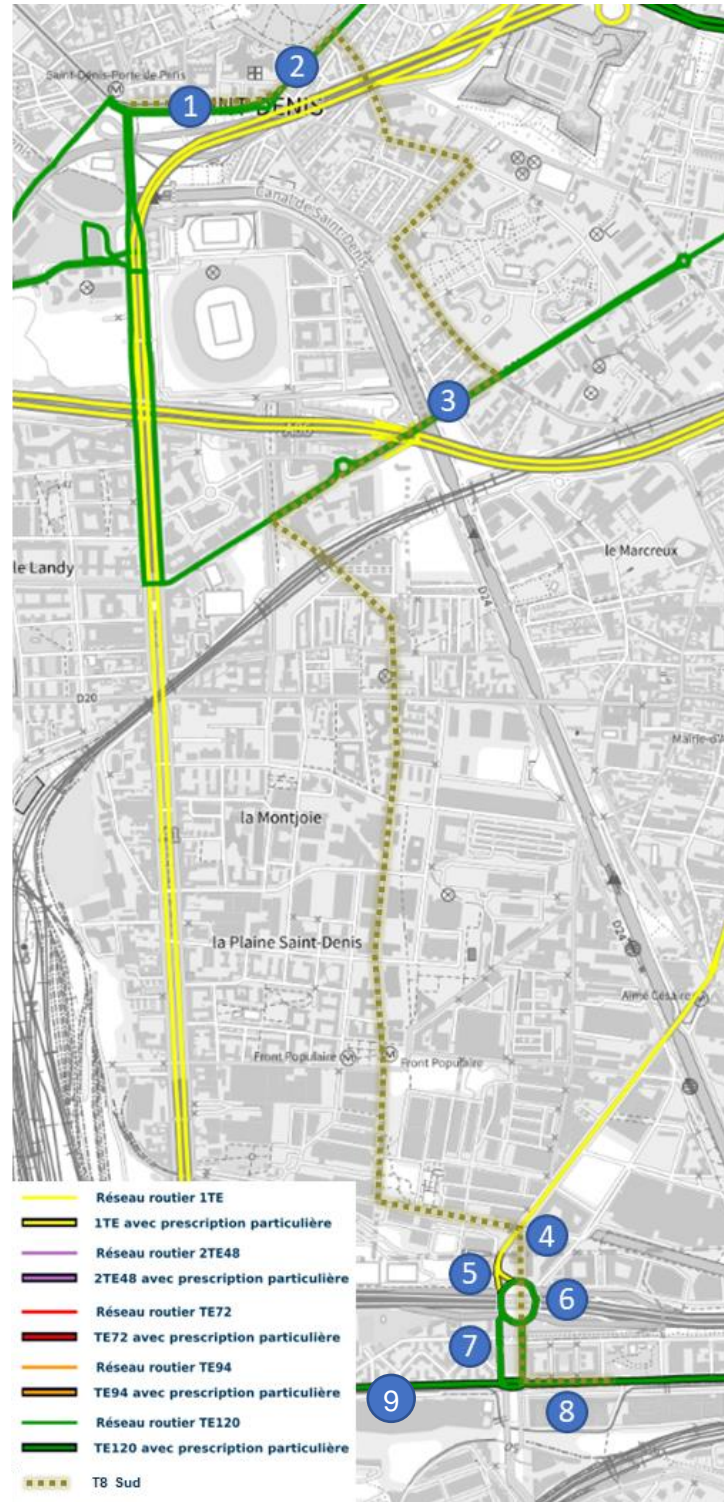 2
Saint-Denis-Porte de Paris
M
1
INT-DENIS
Canal de Saint-Denis
3
A86
le Marcreux
le Landy
D24
D20
Mairie-d'A
la Montjoie
la Plaine Saint-Denis
D24
Aimé Césaire
M
Front Populaire M
M Front Populaire
4
5
6
7
9
8
Réseau routier 1TE
1TE avec prescription particulière
Réseau routier 2TE48
2TE48 avec prescription particulière
Réseau routier TE72
TE72 avec prescription particulière
Réseau routier TE94
TE94 avec prescription particulière
Réseau routier TE120
TE120 avec prescription particulière
T8 Sud